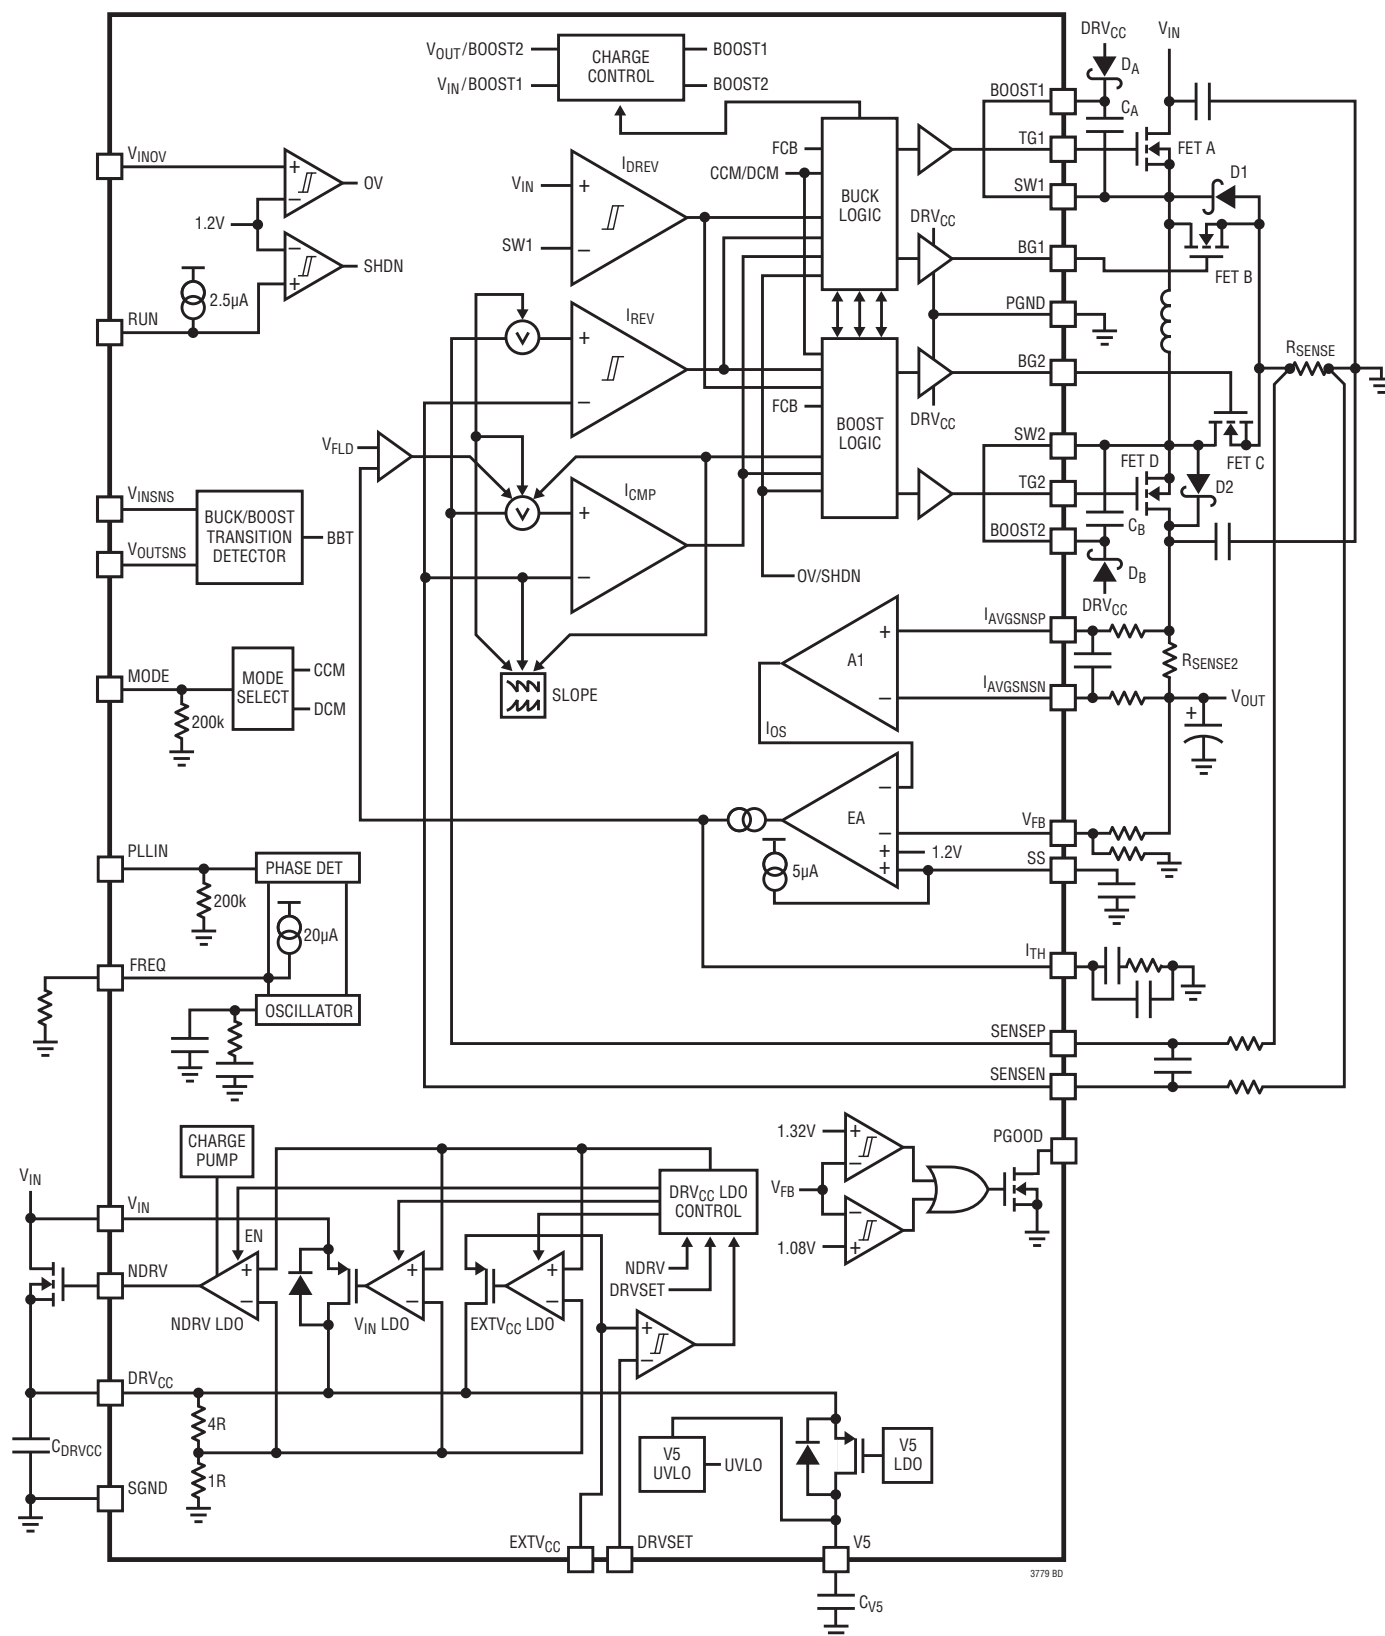 DRVCC
VIN
VOUT/BOOST2
CHARGE
CONTROL
BOOST1
VIN/BOOST1
BOOST2
DA
BOOST1
CA
VINOV
OV
1.2V
SHDN
2.5µA
RUN
IDREV
VIN
+
SW1
–
FCB
CCM/DCM
BUCK
LOGIC
TG1
FET A
D1
SW1
DRVCC
BG1
FET B
PGND
IREV
V
+
–
RSENSE
BG2
FCB
BOOST
LOGIC
DRVCC
VFLD
SW2
FET D
FET C
ICMP
V
+
–
TG2
D2
CB
BOOST2
DB
DRVCC
VINSNS
BUCK/BOOST
TRANSITION
DETECTOR
BBT
VOUTSNS
OV/SHDN
IAVGSNSP
+
A1
RSENSE2
IAVGSNSN
–
VOUT
+
MODE
MODE
SELECT
CCM
DCM
200k
SLOPE
IOS
–
EA
–
VFB
+
1.2V
+
SS
5µA
PLLIN
PHASE DET
200k
20µA
FREQ
OSCILLATOR
ITH
SENSEP
SENSEN
CHARGE
PUMP
1.32V
+
–
PGOOD
VFB
–
1.08V
+
VIN
VIN
DRVCC LDO
CONTROL
EN
NDRV
+
–
NDRV LDO
+
–
VIN LDO
+
–
EXTVCC LDO
NDRV
DRVSET
+
–
DRVCC
4R
CDRVCC
1R
SGND
V5
UVLO
UVLO
V5
LDO
EXTVCC
DRVSET
V5
3779 BD
CV5